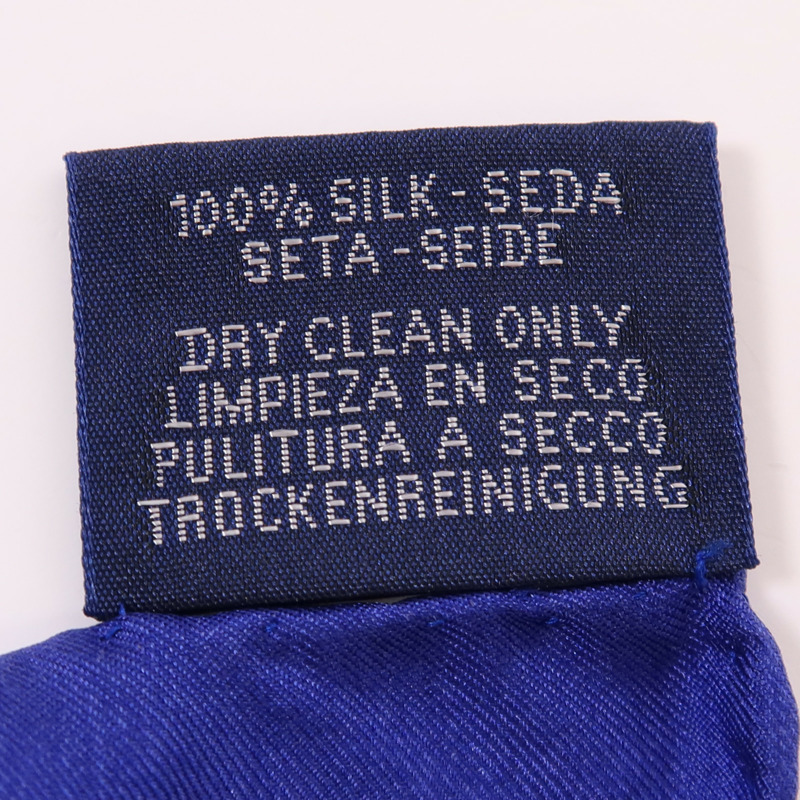 100% SILK - SEDA
SETA - SEIDE
DRY CLEAN ONLY
LIMPIEZA EN SECO
PULITURA A SECCO
TROCKENREINIGUNG